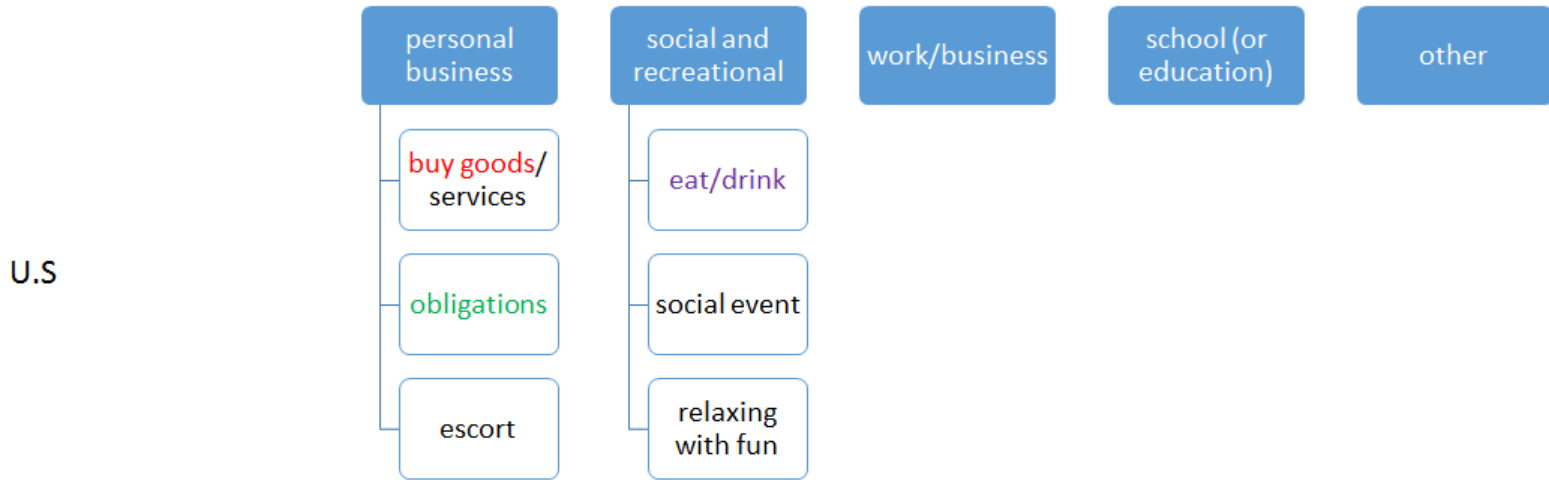 personal
business
social and
recreational
work/business
school (or
education)
other
buy goods/
services
eat/drink
U.S
obligations
social event
escort
relaxing
with fun